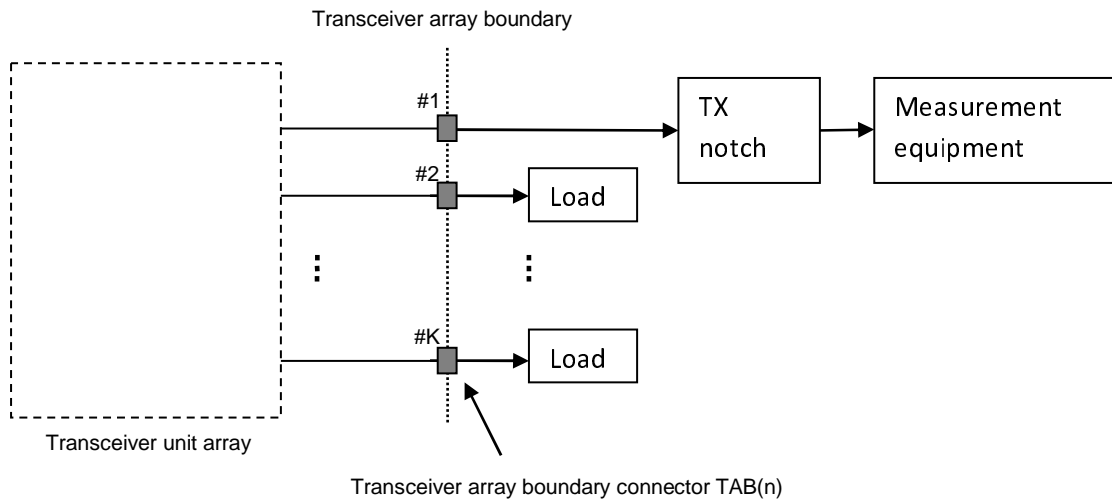 Transceiver array boundary
#1
TX
notch
Measurement
equipment
#2
Load
#K
Load
Transceiver unit array
Transceiver array boundary connector TAB(n)